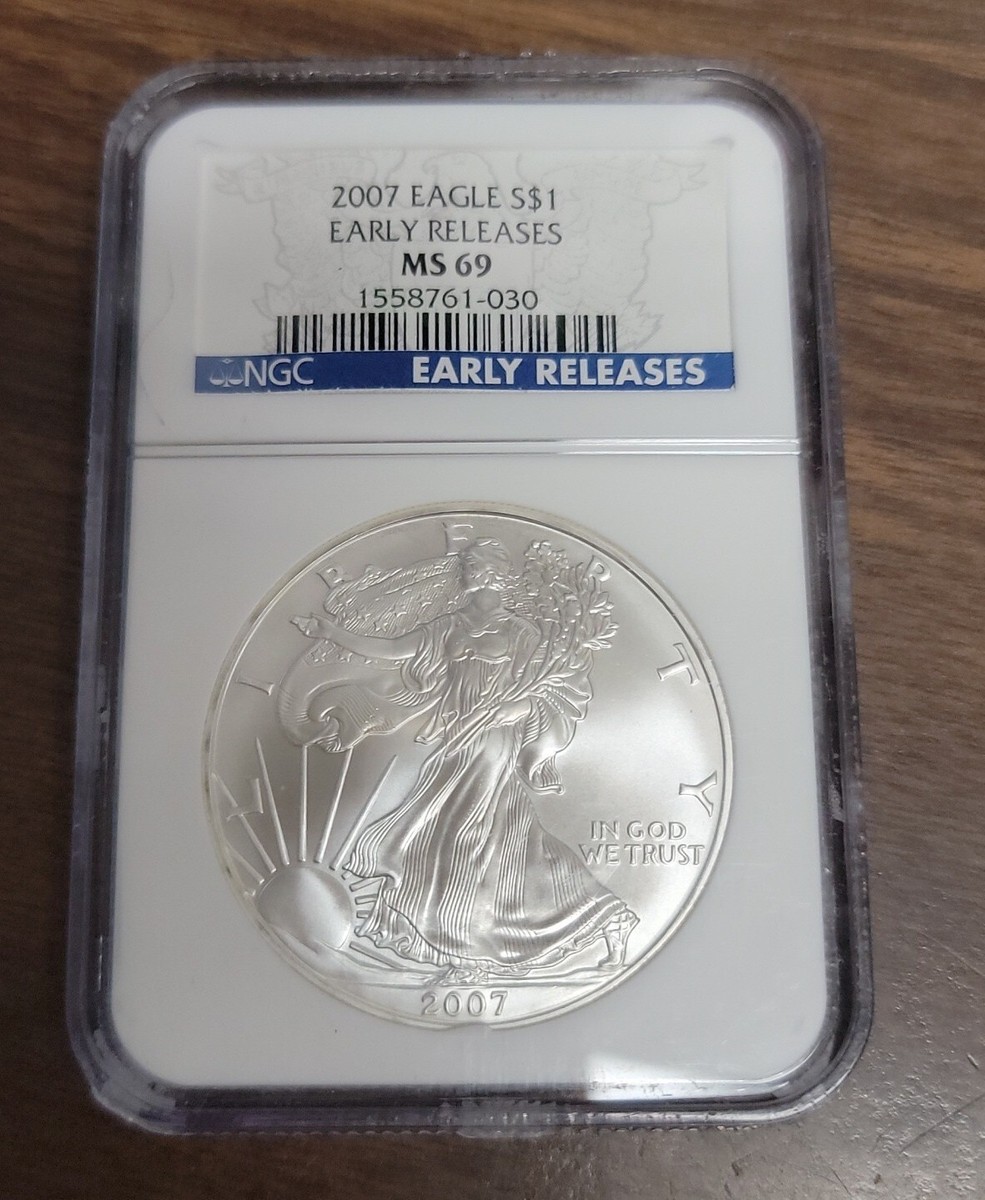 2007 EAGLE S$1
EARLY RELEASES
MS 69
1558761-030
NGC EARLY RELEASES
LIBERTY
IN GOD
WE TRUST
2007